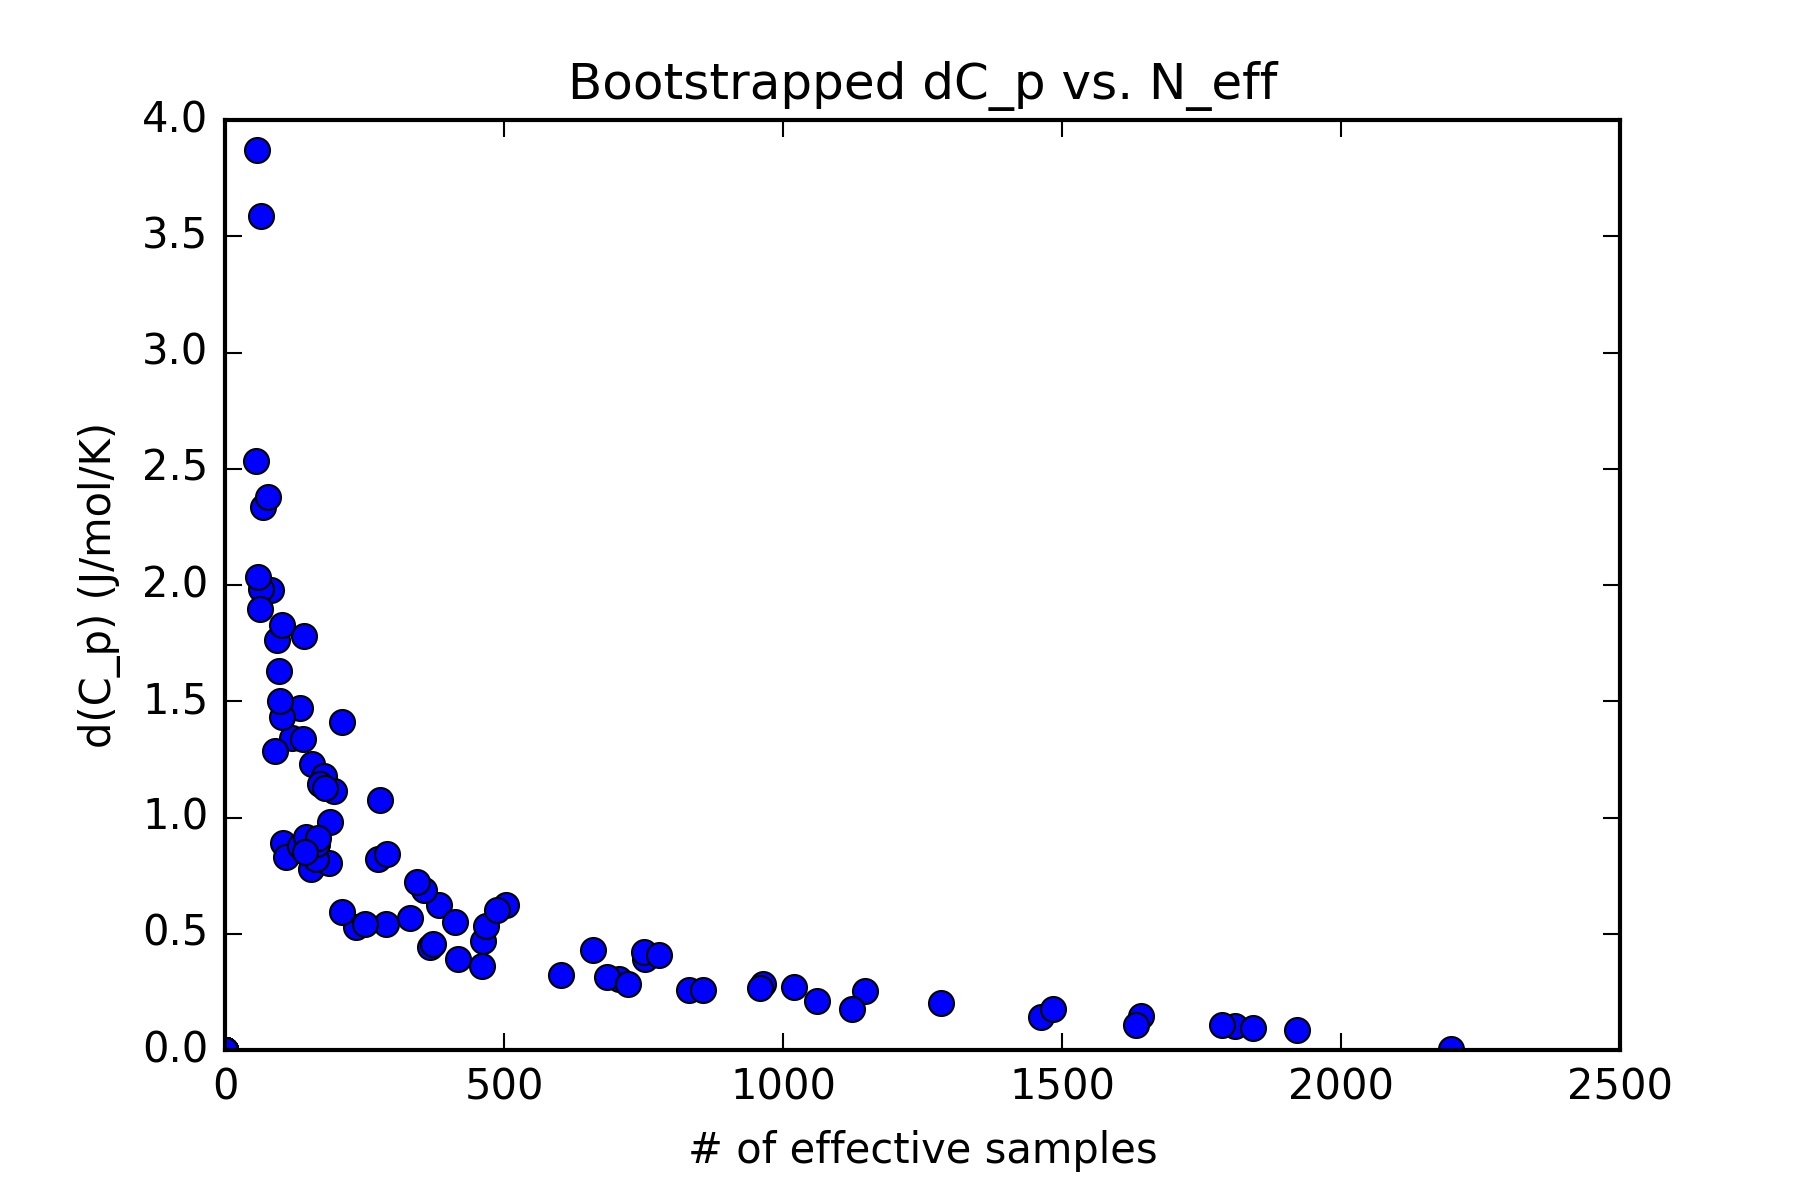 Bootstrapped dC_p vs. N_eff
4.0
3.5
3.0
2.5
2.0
1.5
1.0
0.5
0.0
d(C_p) (J/mol/K)
0 500 1000 1500 2000 2500
# of effective samples